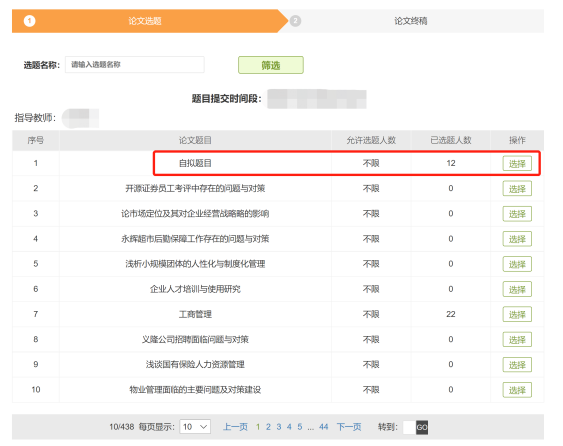 1 论文选题 2 论文终稿
选题名称: 请输入选题名称 筛选
题目提交时间段:
指导教师:
序号 论文题目 允许选题人数 已选题人数 操作
1 自拟题目 不限 12 选择
2 开源证券员工考评中存在的问题与对策 不限 0 选择
3 论市场定位及其对企业经营战略略的影响 不限 0 选择
4 永辉超市后勤保障工作存在的问题与对策 不限 0 选择
5 浅析小规模团体的人性化与制度化管理 不限 0 选择
6 企业人才培训与使用研究 不限 0 选择
7 工商管理 不限 22 选择
8 义隆公司招聘面临问题与对策 不限 0 选择
9 浅谈国有保险人力资源管理 不限 0 选择
10 物业管理面临的主要问题及对策建设 不限 0 选择
10/438 每页显示: 10 上一页 1 2 3 4 5 ... 44 下一页 转到: GO